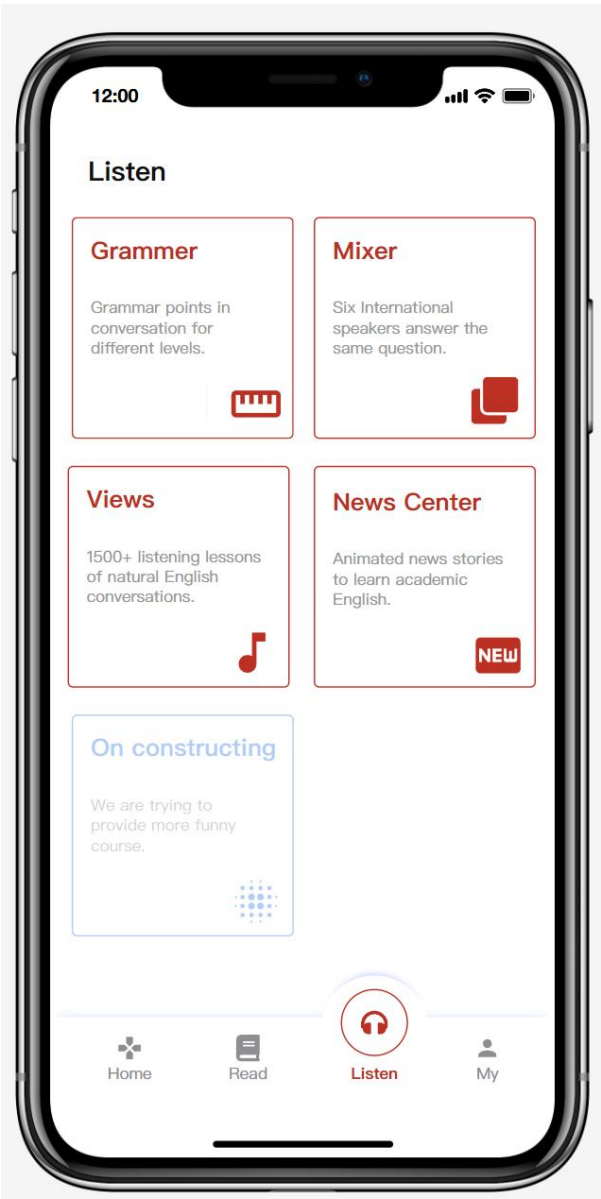 12:00
Listen
Grammer
Grammar points in
conversation for
different levels.
Mixer
Six International
speakers answer the
same question.
Views
1500+ listening lessons
of natural English
conversations.
News Center
Animated news stories
to learn academic
English.
NEW
On constructing
We are trying to
provide more funny
course.
Home
Read
Listen
My